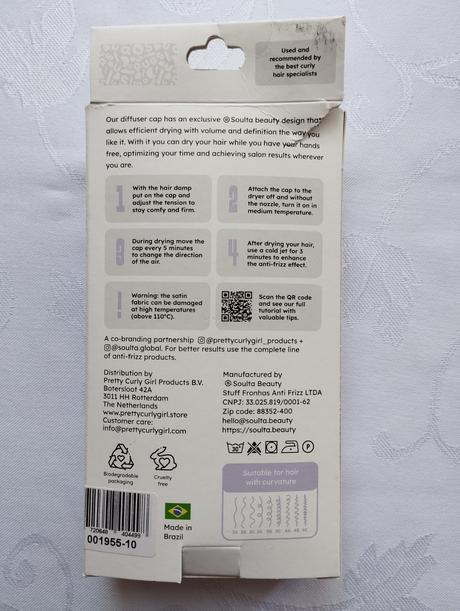 Used and
recommended by
the best curly
hair specialists
Our diffuser cap has an exclusive Soulta beauty design that
allows efficient drying with volume and definition the way you
like it. With it you can dry your hair while you have your hands
free, optimizing your time and achieving salon results wherever
you are.
1
With the hair damp
put on the cap and
adjust the tension to
stay comfy and firm.
2
Attach the cap to the
dryer off and without
the nozzle, turn it on in
medium temperature.
3
During drying move the
cap every 5 minutes
to change the direction
of the air.
4
After drying your hair,
use a cold jet for 3
minutes to enhance
the anti-frizz effect.
!
Warning: the satin
fabric can be damaged
at high temperatures
(above 110°C).
Scan the QR code
and see our full
tutorial with
valuable tips.
A co-branding partnership @prettycurlygirl_products +
@soulta.global. For better results use the complete line
of anti-frizz products.
Distribution by
Pretty Curly Girl Products B.V.
Botersloot 42A
3011 HH Rotterdam
The Netherlands
www.prettycurlygirl.store
Customer care:
info@prettycurlygirl.com
Manufactured by
Soulta Beauty
Stuff Fronhas Anti Frizz LTDA
CNPJ: 33.025.819/0001-62
Zip code: 88352-400
hello@soulta.beauty
https://soulta.beauty
30°
P
Biodegradable
packaging
Cruelty
free
Suitable for hair
with curvature
720648 404499
001955-10
Made in
Brazil